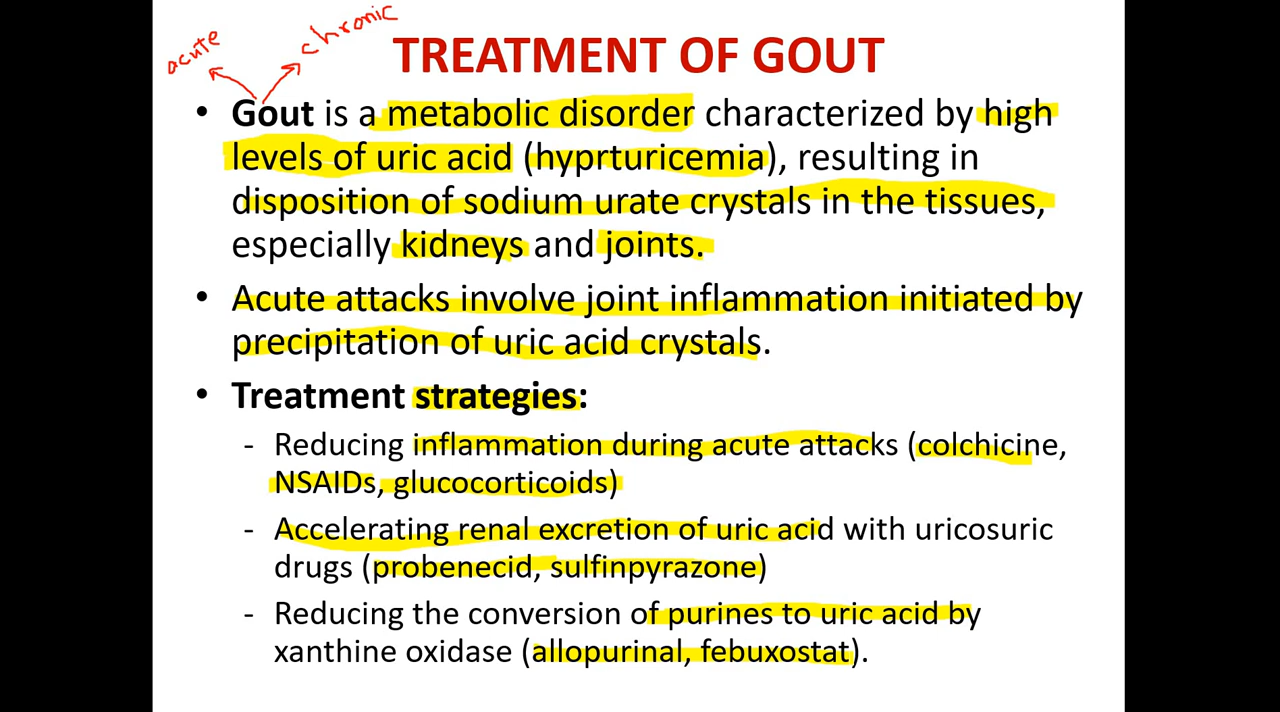 acute
chronic
TREATMENT OF GOUT
• Gout is a metabolic disorder characterized by high
levels of uric acid (hyprturicemia), resulting in
disposition of sodium urate crystals in the tissues,
especially kidneys and joints.
• Acute attacks involve joint inflammation initiated by
precipitation of uric acid crystals.
• Treatment strategies:
- Reducing inflammation during acute attacks (colchicine,
NSAIDs, glucocorticoids)
- Accelerating renal excretion of uric acid with uricosuric
drugs (probenecid, sulfinpyrazone)
- Reducing the conversion of purines to uric acid by
xanthine oxidase (allopurinal, febuxostat).